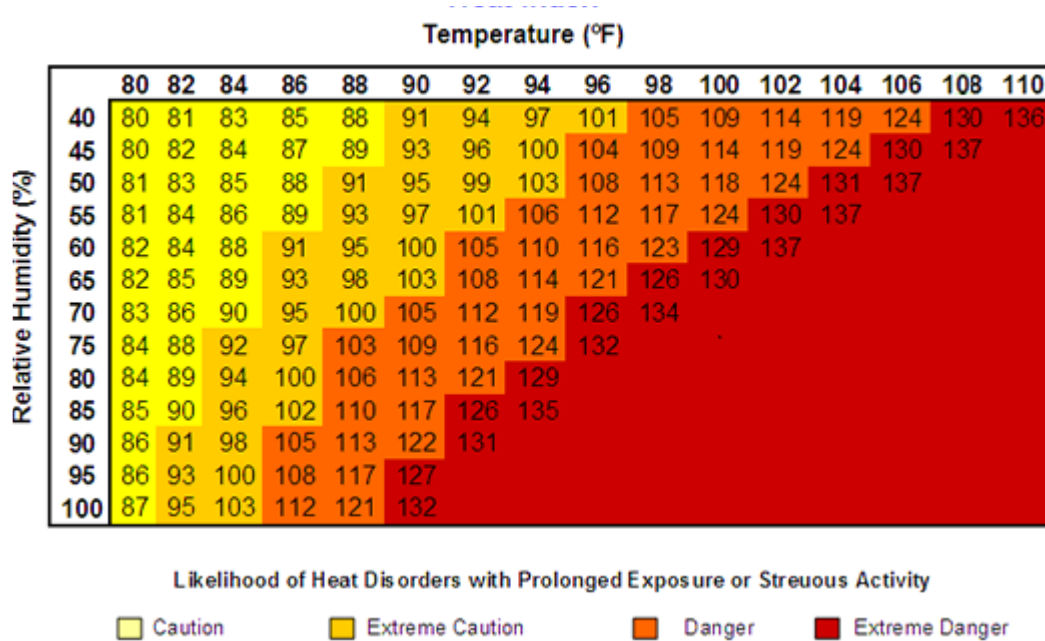 Temperature (ºF)
80 82 84 86 88 90 92 94 96 98 100 102 104 106 108 110
Relative Humidity (%)
40 80 81 83 85 88 91 94 97 101 105 109 114 119 124 130 136
45 80 82 84 87 89 93 96 100 104 109 114 119 124 130 137
50 81 83 85 88 91 95 99 103 108 113 118 124 131 137
55 81 84 86 89 93 97 101 106 112 117 124 130 137
60 82 84 88 91 95 100 105 110 116 123 129 137
65 82 85 89 93 98 103 108 114 121 126 130
70 83 86 90 95 100 105 112 119 126 134
75 84 88 92 97 103 109 116 124 132
80 84 89 94 100 106 113 121 129
85 85 90 96 102 110 117 126 135
90 86 91 98 105 113 122 131
95 86 93 100 108 117 127
100 87 95 103 112 121 132
Likelihood of Heat Disorders with Prolonged Exposure or Streuous Activity
Caution Extreme Caution Danger Extreme Danger